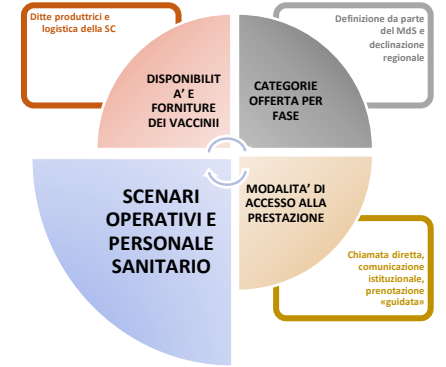 Ditte produttrici e
logistica della SC
Definizione da parte
del MdS e
declinazione
regionale
DISPONIBILIT
A’ E
FORNITURE
DEI VACCINII
CATEGORIE
OFFERTA PER
FASE
SCENARI
OPERATIVI E
PERSONALE
SANITARIO
MODALITA’ DI
ACCESSO ALLA
PRESTAZIONE
Chiamata diretta,
comunicazione
istituzionale,
prenotazione
«guidata»